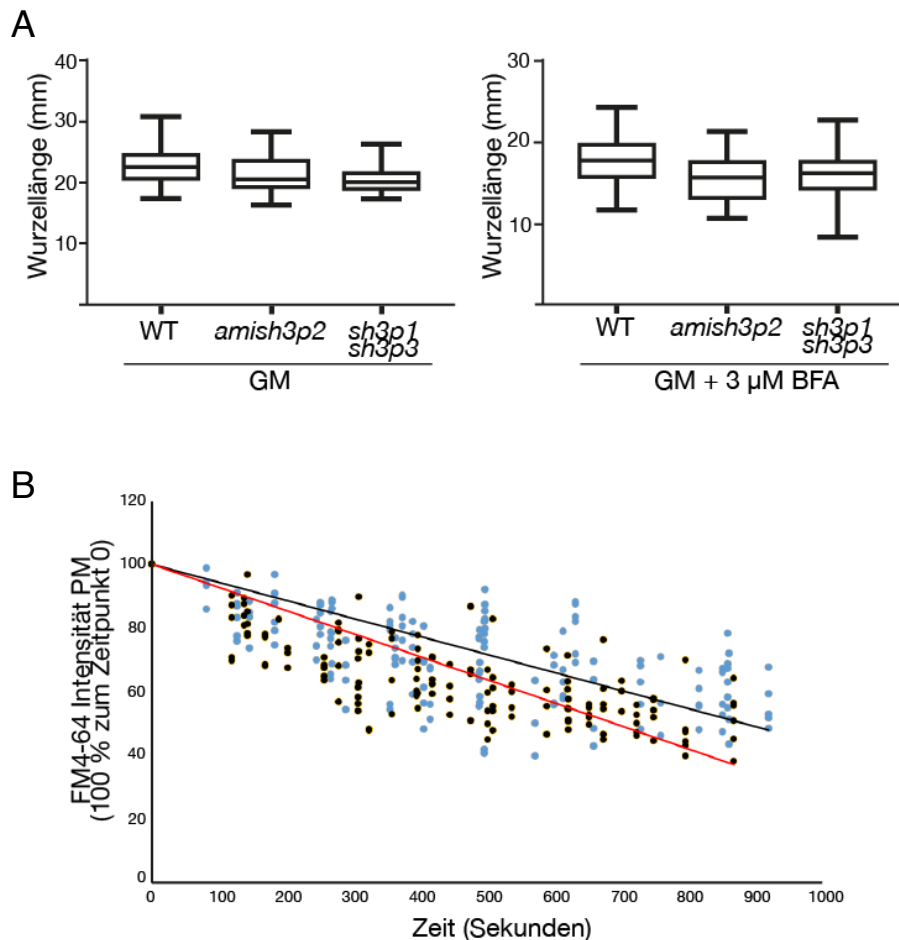 A
Wurzellänge (mm)
40
30
20
10
WT
amish3p2
sh3p1
sh3p3
GM
Wurzellänge (mm)
30
20
10
WT
amish3p2
sh3p1
sh3p3
GM + 3 µM BFA
B
FM4-64 Intensität PM
(100 % zum Zeitpunkt 0)
120
100
80
60
40
20
0
0 100 200 300 400 500 600 700 800 900 1000
Zeit (Sekunden)